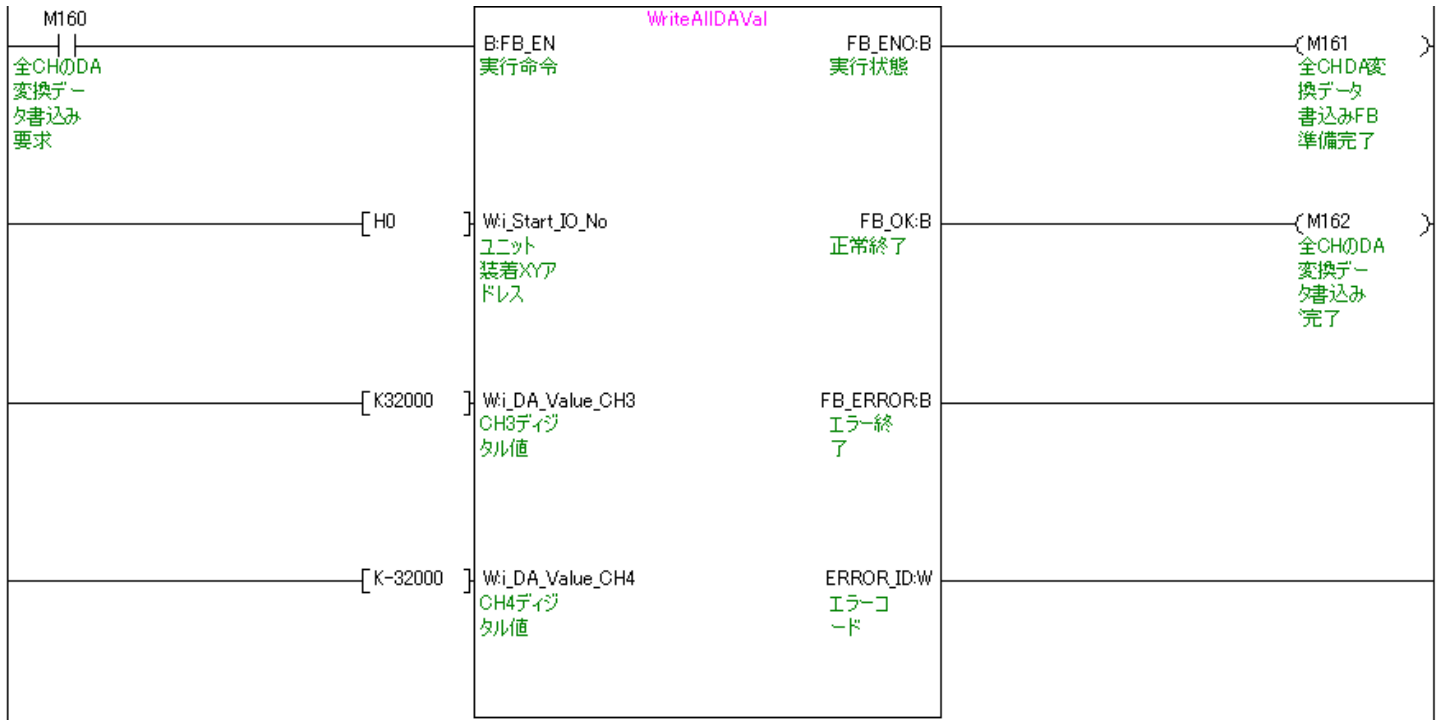 M160
WriteAllDAVal
B:FB_EN
FB_ENO:B
M161
全CHのDA
変換デー
タ書込み
要求
実行命令
実行状態
全CHDA変
換データ
書込みFB
準備完了
H0
W:i_Start_IO_No
FB_OK:B
M162
ユニット
装着XYア
ドレス
正常終了
全CHのDA
変換デー
タ書込み
完了
K32000
W:i_DA_Value_CH3
FB_ERROR:B
CH3ディジ
タル値
エラー終
了
K-32000
W:i_DA_Value_CH4
ERROR_ID:W
CH4ディジ
タル値
エラーコ
ード